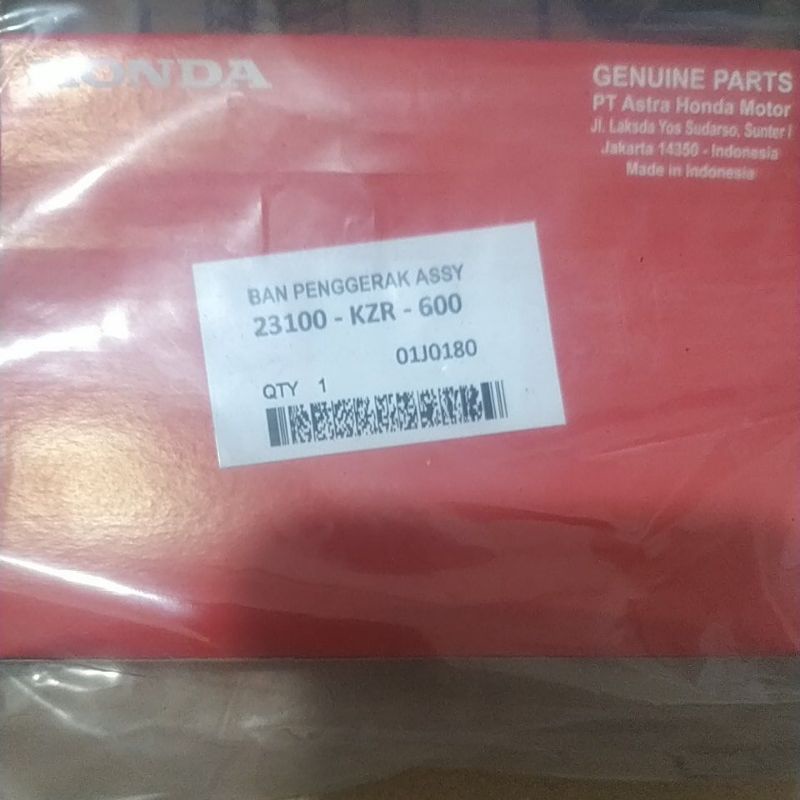 HONDA
GENUINE PARTS
PT Astra Honda Motor
Jl. Laksda Yos Sudarso, Sunter I
Jakarta 14350 - Indonesia
Made in Indonesia
BAN PENGGERAK ASSY
23100 - KZR - 600
01J0180
QTY 1